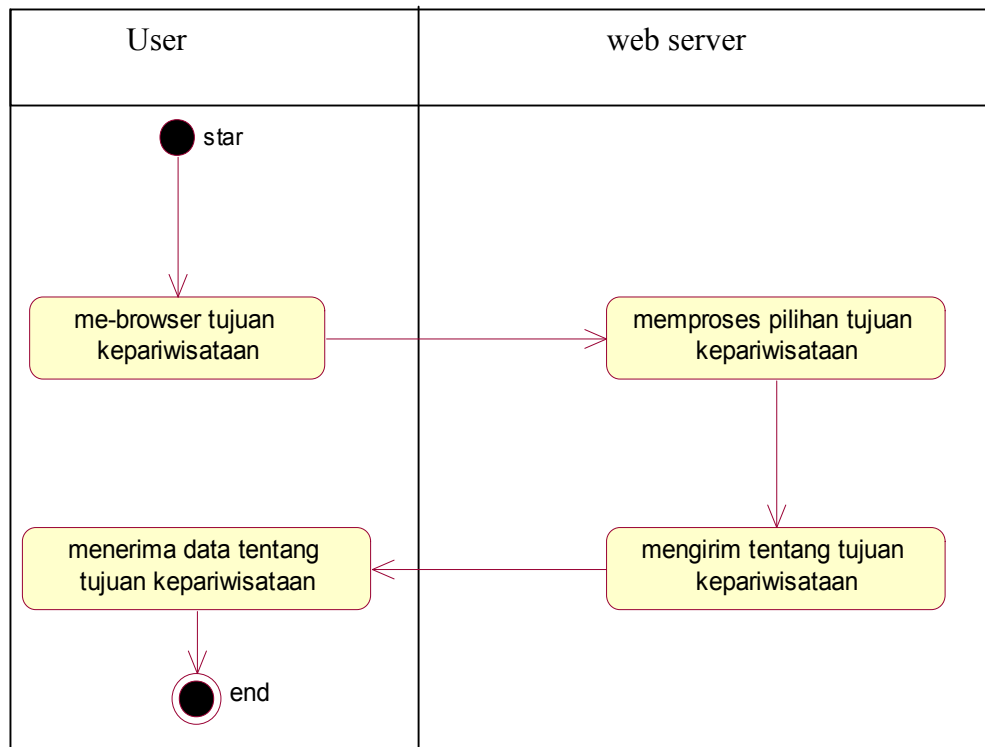 User
web server
star
me-browser tujuan
kepariwisataan
memproses pilihan tujuan
kepariwisataan
menerima data tentang
tujuan kepariwisataan
mengirim tentang tujuan
kepariwisataan
end